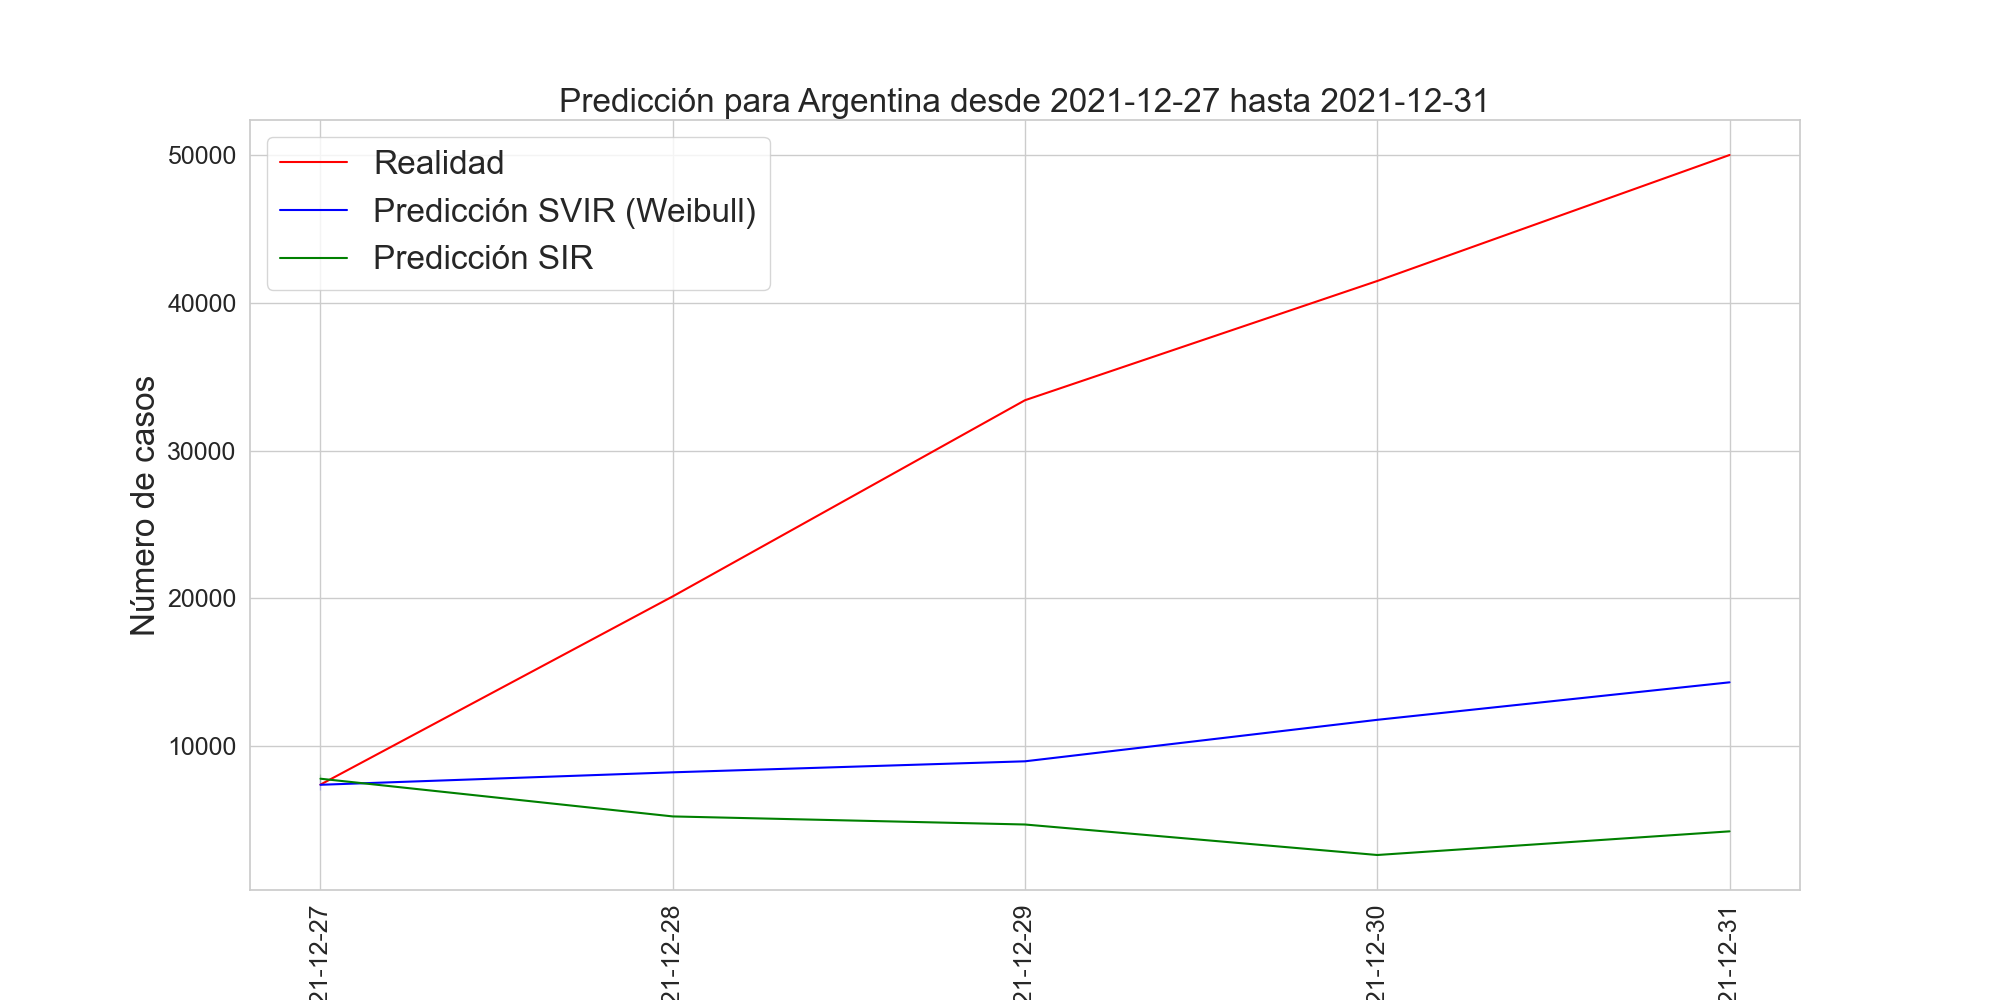 Predicción para Argentina desde 2021-12-27 hasta 2021-12-31
Realidad
Predicción SVIR (Weibull)
Predicción SIR
Número de casos
50000
40000
30000
20000
10000
21-12-27
21-12-28
21-12-29
21-12-30
21-12-31